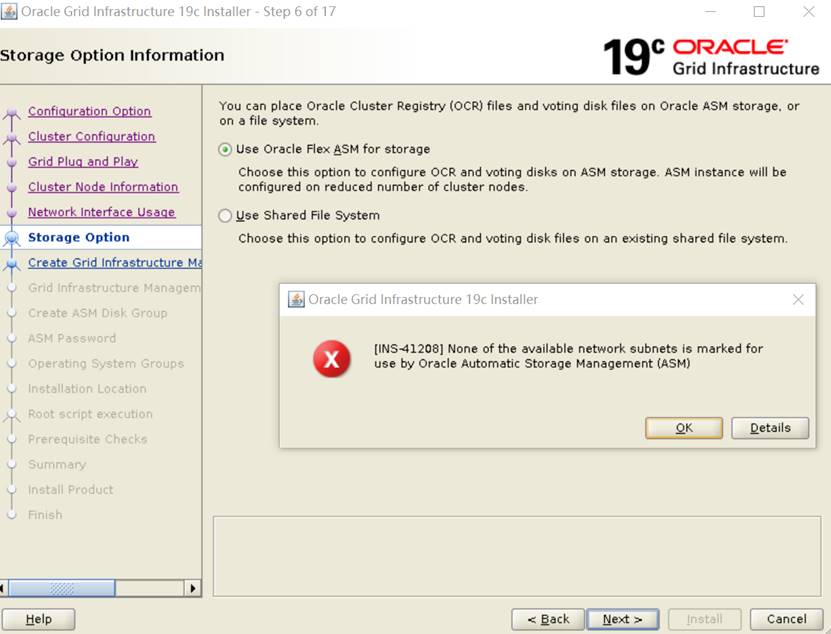 Oracle Grid Infrastructure 19c Installer - Step 6 of 17
Storage Option Information
19c ORACLE
Grid Infrastructure
Configuration Option
Cluster Configuration
Grid Plug and Play
Cluster Node Information
Network Interface Usage
Storage Option
Create Grid Infrastructure Ma
Grid Infrastructure Managem
Create ASM Disk Group
ASM Password
Operating System Groups
Installation Location
Root script execution
Prerequisite Checks
Summary
Install Product
Finish
You can place Oracle Cluster Registry (OCR) files and voting disk files on Oracle ASM storage, or
on a file system.
Use Oracle Flex ASM for storage
Choose this option to configure OCR and voting disks on ASM storage. ASM instance will be
configured on reduced number of cluster nodes.
Use Shared File System
Choose this option to configure OCR and voting disk files on an existing shared file system.
Oracle Grid Infrastructure 19c Installer
[INS-41208] None of the available network subnets is marked for
use by Oracle Automatic Storage Management (ASM)
OK
Details
Help
< Back
Next >
Install
Cancel